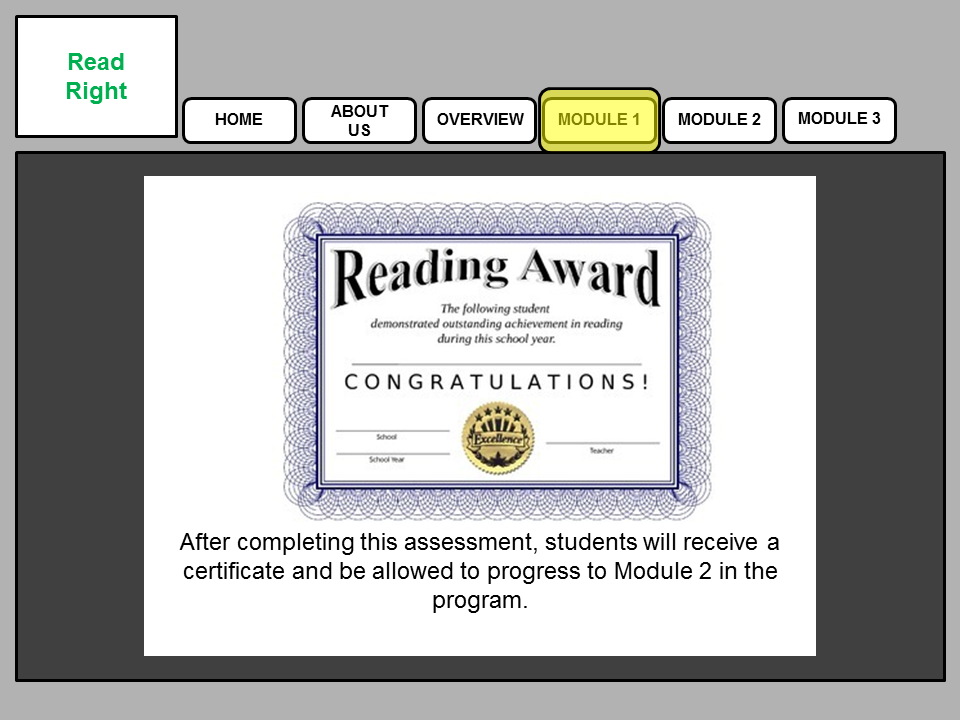 Read
Right
HOME
ABOUT
US
OVERVIEW
MODULE 1
MODULE 2
MODULE 3
Reading Award
The following student
demonstrated outstanding achievement in reading
during this school year.
CONGRATULATIONS!
School
Excellence
School Year
Teacher
After completing this assessment, students will receive a
certificate and be allowed to progress to Module 2 in the
program.